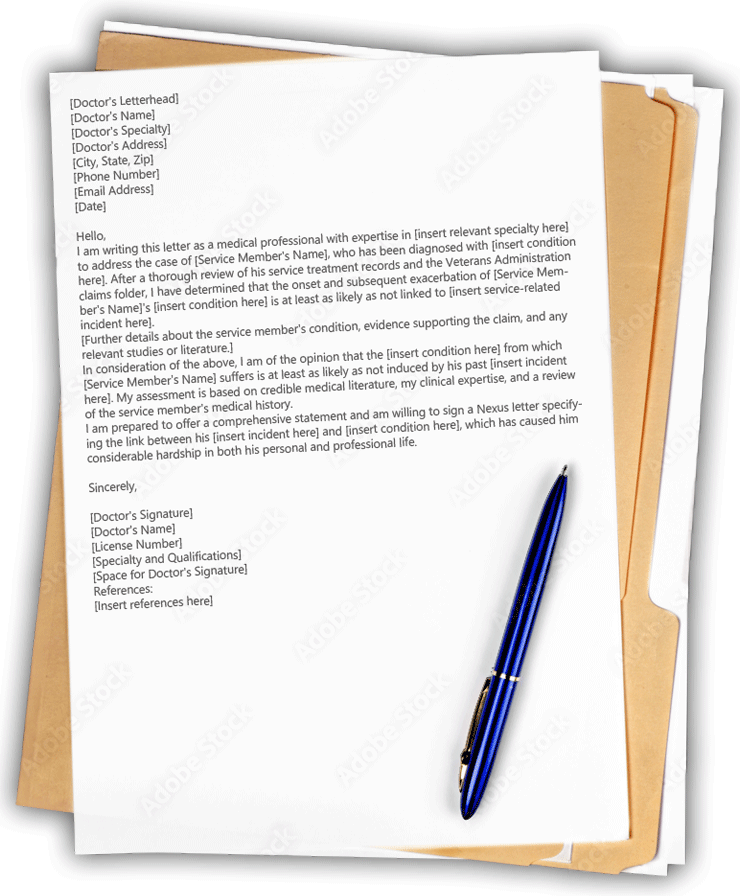 [Doctor's Letterhead]
[Doctor's Name]
[Doctor's Specialty]
[Doctor's Address]
[City, State, Zip]
[Phone Number]
[Email Address]
[Date]
Hello,
I am writing this letter as a medical professional with expertise in [insert relevant specialty here]
to address the case of [Service Member's Name], who has been diagnosed with [insert condition
here]. After a thorough review of his service treatment records and the Veterans Administration
claims folder, I have determined that the onset and subsequent exacerbation of [Service Mem-
ber's Name]'s [insert condition here] is at least as likely as not linked to [insert service-related
incident here].
[Further details about the service member's condition, evidence supporting the claim, and any
relevant studies or literature.]
In consideration of the above, I am of the opinion that the [insert condition here] from which
[Service Member's Name] suffers is at least as likely as not induced by his past [insert incident
here]. My assessment is based on credible medical literature, my clinical expertise, and a review
of the service member's medical history.
I am prepared to offer a comprehensive statement and am willing to sign a Nexus letter specify-
ing the link between his [insert incident here] and [insert condition here], which has caused him
considerable hardship in both his personal and professional life.
Sincerely,
[Doctor's Signature]
[Doctor's Name]
[License Number]
[Specialty and Qualifications]
[Space for Doctor's Signature]
References:
[Insert references here]
Adobe Stock